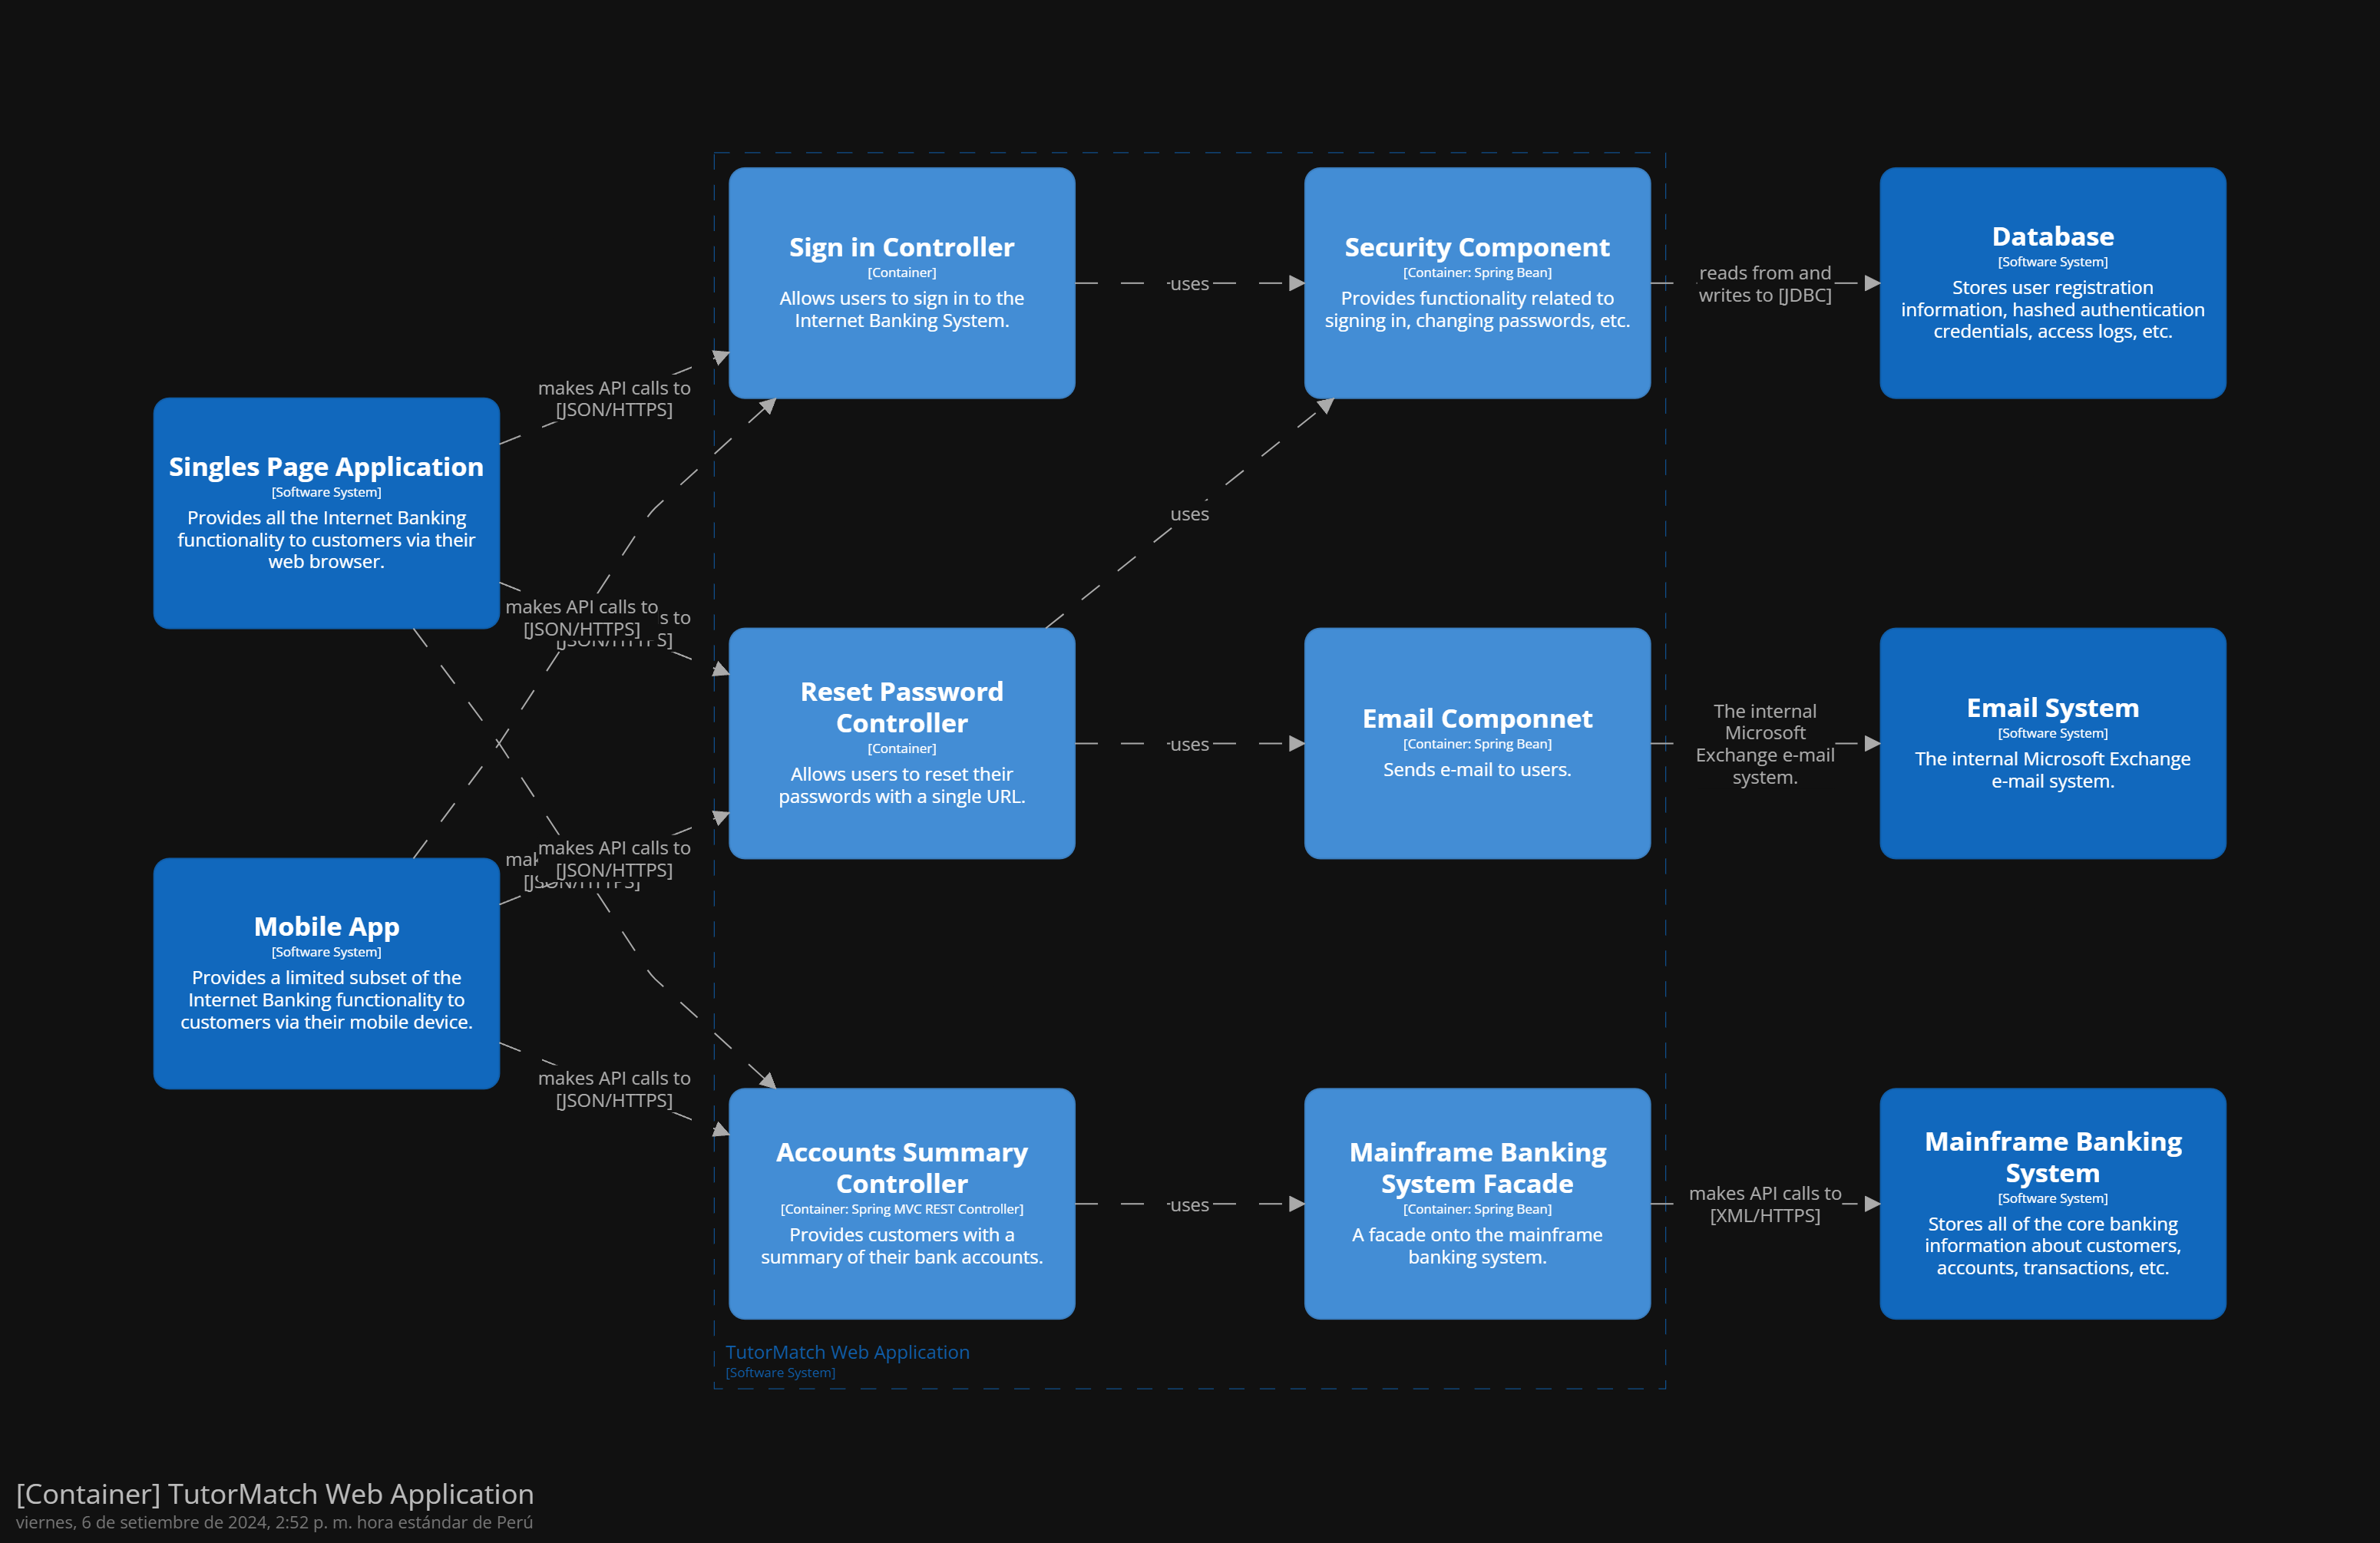 Sign in Controller
[Container]
Allows users to sign in to the
Internet Banking System.
uses
Security Component
[Container: Spring Bean]
Provides functionality related to
signing in, changing passwords, etc.
reads from and
writes to [JDBC]
Database
[Software System]
Stores user registration
information, hashed authentication
credentials, access logs, etc.
makes API calls to
[JSON/HTTPS]
Singles Page Application
[Software System]
Provides all the Internet Banking
functionality to customers via their
web browser.
uses
makes API calls to
[JSON/HTTPS]
s to
[JSON/HTTPS]
Reset Password
Controller
[Container]
Allows users to reset their
passwords with a single URL.
uses
Email Componnet
[Container: Spring Bean]
Sends e-mail to users.
The internal
Microsoft
Exchange e-mail
system.
Email System
[Software System]
The internal Microsoft Exchange
e-mail system.
makes API calls to
[JSON/HTTPS]
[JSON/HTTPS]
Mobile App
[Software System]
Provides a limited subset of the
Internet Banking functionality to
customers via their mobile device.
makes API calls to
[JSON/HTTPS]
Accounts Summary
Controller
[Container: Spring MVC REST Controller]
Provides customers with a
summary of their bank accounts.
uses
Mainframe Banking
System Facade
[Container: Spring Bean]
A facade onto the mainframe
banking system.
makes API calls to
[XML/HTTPS]
Mainframe Banking
System
[Software System]
Stores all of the core banking
information about customers,
accounts, transactions, etc.
TutorMatch Web Application
[Software System]
[Container] TutorMatch Web Application
viernes, 6 de setiembre de 2024, 2:52 p. m. hora estándar de Perú